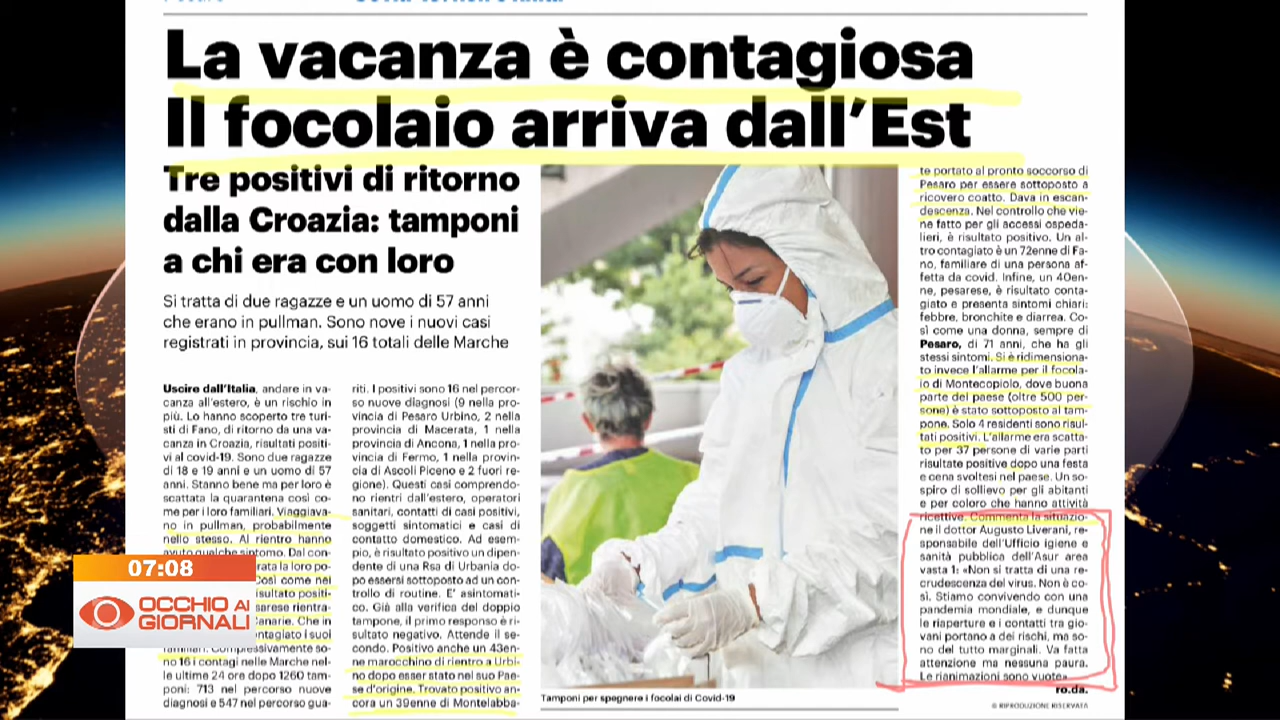 La vacanza è contagiosa
Il focolaio arriva dall'Est
Tre positivi di ritorno
dalla Croazia: tamponi
a chi era con loro
Si tratta di due ragazze e un uomo di 57 anni
che erano in pullman. Sono nove i nuovi casi
registrati in provincia, sui 16 totali delle Marche
Uscire dall'Italia, andare in va-
canza all'estero, è un rischio in
più. Lo hanno scoperto tre turi-
sti di Fano, di ritorno da una va-
canza in Croazia, risultati positi-
vi al covid-19. Sono due ragazze
di 18 e 19 anni e un uomo di 57
anni. Stanno bene ma per loro è
scattata la quarantena così co-
me per i loro familiari. Viaggiava-
no in pullman, probabilmente
nello stesso. Al rientro hanno
avuto qualche sintomo. Dal con-
rata la loro po-
Così come nel
isultato positi-
sarese rientra-
Canarie. Che in
ntagiato i suoi
familiari. Complessivamente so-
no 16 i contagi nelle Marche nel-
le ultime 24 ore dopo 1260 tam-
poni: 713 nel percorso nuove
diagnosi e 547 nel percorso gua-
riti. I positivi sono 16 nel percor-
so nuove diagnosi (9 nella pro-
vincia di Pesaro Urbino, 2 nella
provincia di Macerata, 1 nella
provincia di Ancona, 1 nella pro-
vincia di Fermo, 1 nella provin-
cia di Ascoli Piceno e 2 fuori re-
gione). Questi casi comprendo-
no rientri dall'estero, operatori
sanitari, contatti di casi positivi,
soggetti sintomatici e casi di
contatto domestico. Ad esem-
pio, è risultato positivo un dipen-
dente di una Rsa di Urbania do-
po essersi sottoposto ad un con-
trollo di routine. E' asintomati-
co. Già alla verifica del doppio
tampone, il primo responso è ri-
sultato negativo. Attende il se-
condo. Positivo anche un 43en-
ne marocchino di rientro a Urbi-
no dopo esser stato nel suo Pae-
se d'origine. Trovato positivo an-
cora un 39enne di Montelabba-
Tamponi per spegnere i focolai di Covid-19
te portato al pronto soccorso di
Pesaro per essere sottoposto a
ricovero coatto. Dava in escan-
descenza. Nel controllo che vie-
ne fatto per gli accessi ospeda-
lieri, è risultato positivo. Un al-
tro contagiato è un 72enne di Fa-
no, familiare di una persona af-
fetta da covid. Infine, un 40en-
ne, pesarese, è risultato conta-
giato e presenta sintomi chiari:
febbre, bronchite e diarrea. Co-
sì come una donna, sempre di
Pesaro, di 71 anni, che ha gli
stessi sintomi. Si è ridimensiona-
to invece l'allarme per il focola-
io di Montecopiolo, dove buona
parte del paese (oltre 500 per-
sone) è stato sottoposto al tam-
pone. Solo 4 residenti sono risul-
tati positivi. L'allarme era scatta-
to per 37 persone di varie parti
risultate positive dopo una festa
e cena svoltesi nel paese. Un so-
spiro di sollievo per gli abitanti
e per coloro che hanno attività
ricettive. Commenta la situazio-
ne il dottor Augusto Liverani, re-
sponsabile dell'Ufficio igiene e
sanità pubblica dell'Asur area
vasta 1: «Non si tratta di una re-
crudescenza del virus. Non è co-
sì. Stiamo convivendo con una
pandemia mondiale, e dunque
le riaperture e i contatti tra gio-
vani portano a dei rischi, ma so-
no del tutto marginali. Va fatta
attenzione ma nessuna paura.
Le rianimazioni sono vuote»
ro.da.
© RIPRODUZIONE RISERVATA
07:08
OCCHIO AI
GIORNALI